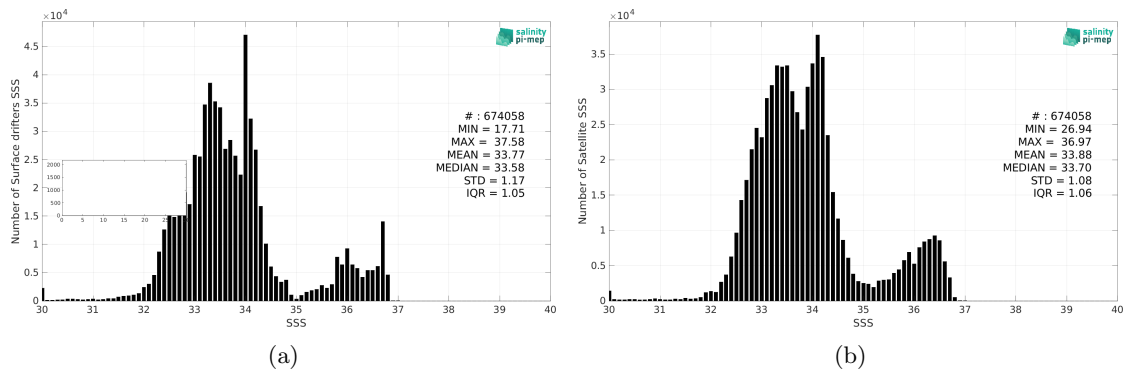 ×10⁴
4.5
4
3.5
3
2.5
2
1.5
1
0.5
0
Number of Surface drifters SSS
2000
1500
1000
500
0
0 5 10 15 20 25
30 31 32 33 34 35 36 37 38 39 40
SSS
salinity
pi-mep
# : 674058
MIN = 17.71
MAX = 37.58
MEAN = 33.77
MEDIAN = 33.58
STD = 1.17
IQR = 1.05
(a)
×10⁴
3.5
3
2.5
2
1.5
1
0.5
0
Number of Satellite SSS
30 31 32 33 34 35 36 37 38 39 40
SSS
salinity
pi-mep
# : 674058
MIN = 26.94
MAX = 36.97
MEAN = 33.88
MEDIAN = 33.70
STD = 1.08
IQR = 1.06
(b)